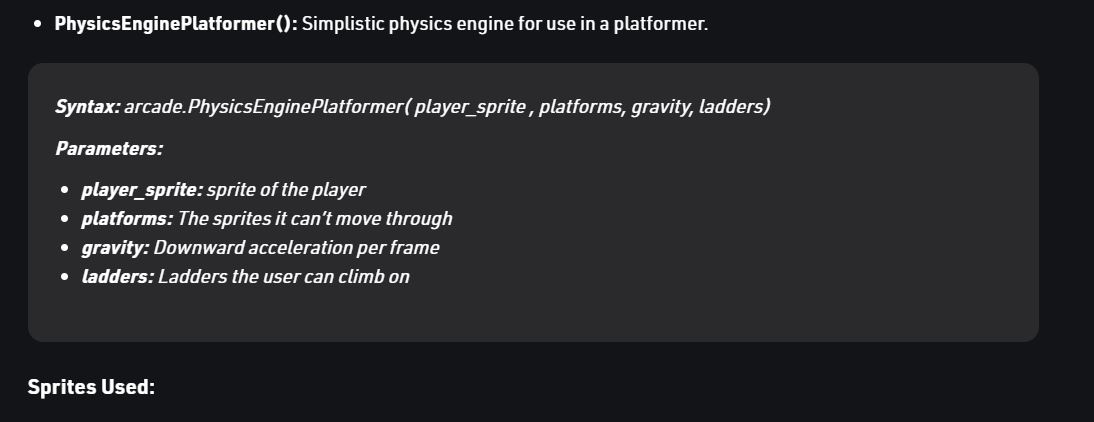 • PhysicsEnginePlatformer(): Simplistic physics engine for use in a platformer.
Syntax: arcade.PhysicsEnginePlatformer( player_sprite , platforms, gravity, ladders)
Parameters:
• player_sprite: sprite of the player
• platforms: The sprites it can’t move through
• gravity: Downward acceleration per frame
• ladders: Ladders the user can climb on
Sprites Used: